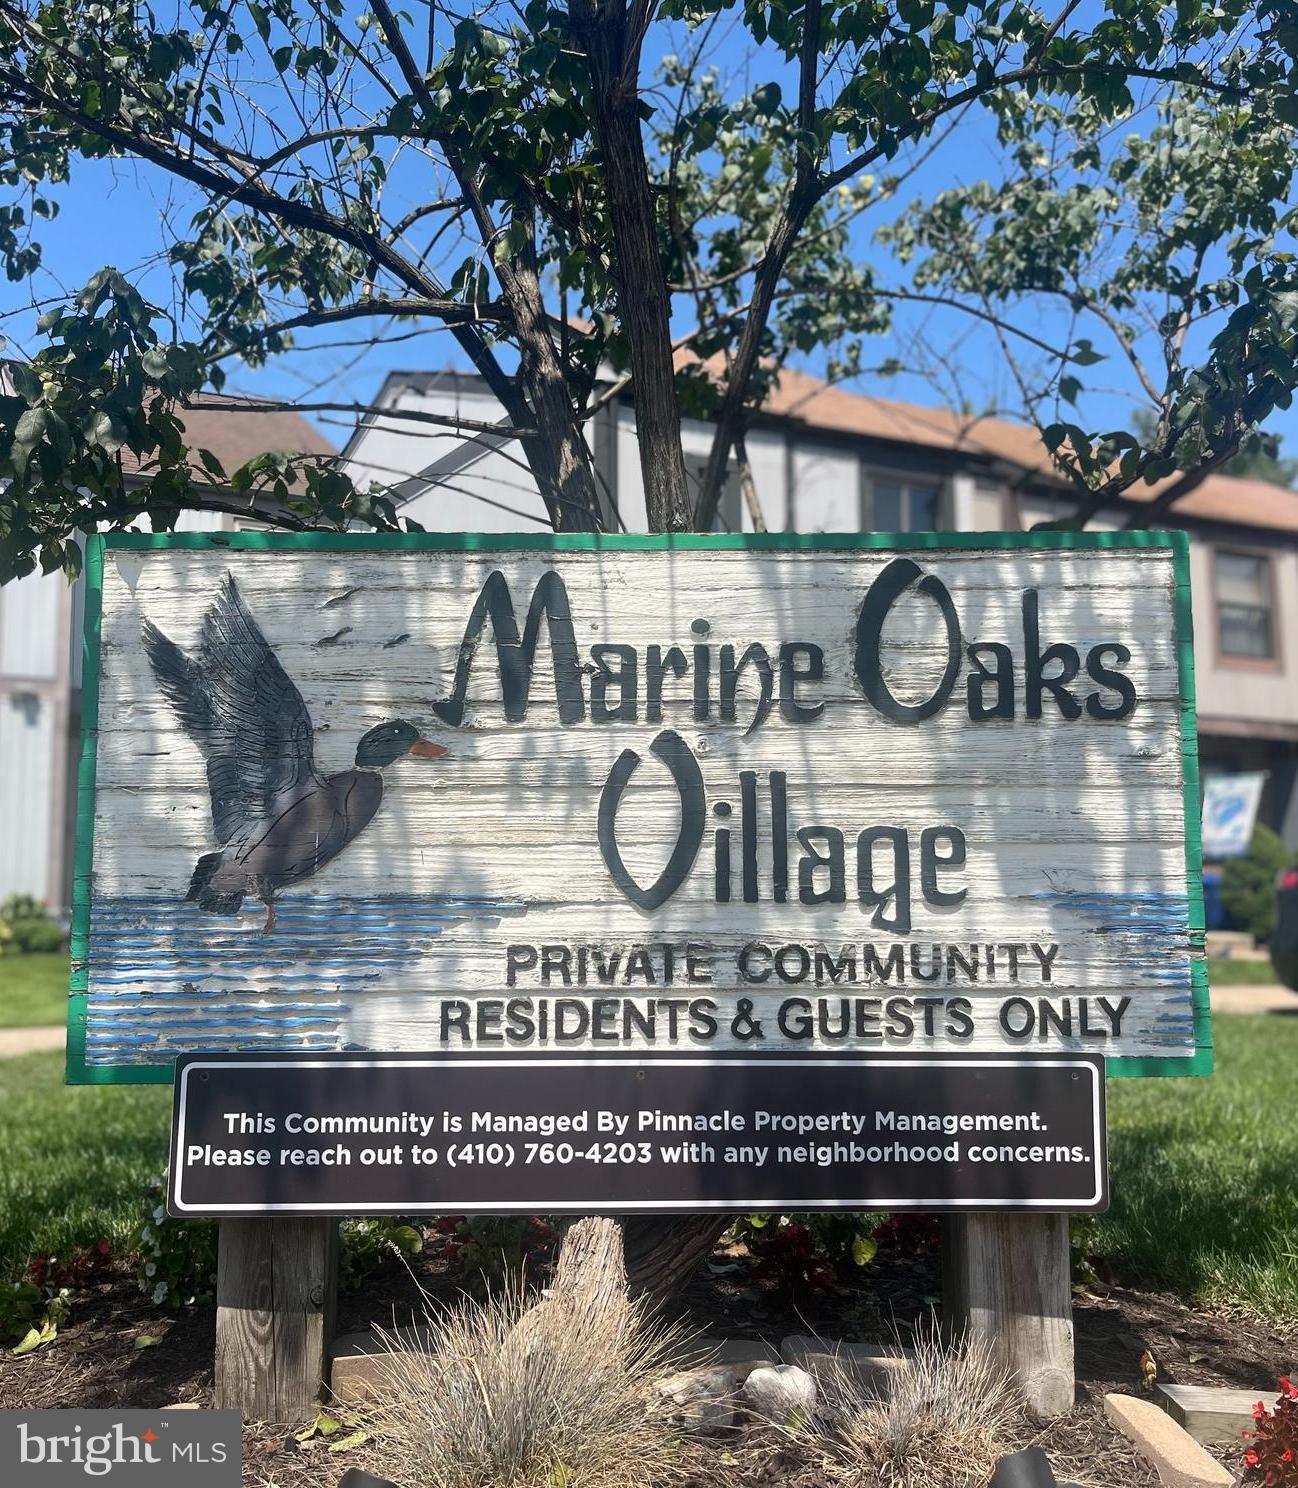 Marine Oaks
Village
PRIVATE COMMUNITY
RESIDENTS & GUESTS ONLY
This Community is Managed By Pinnacle Property Management.
Please reach out to (410) 760-4203 with any neighborhood concerns.
bright™ MLS